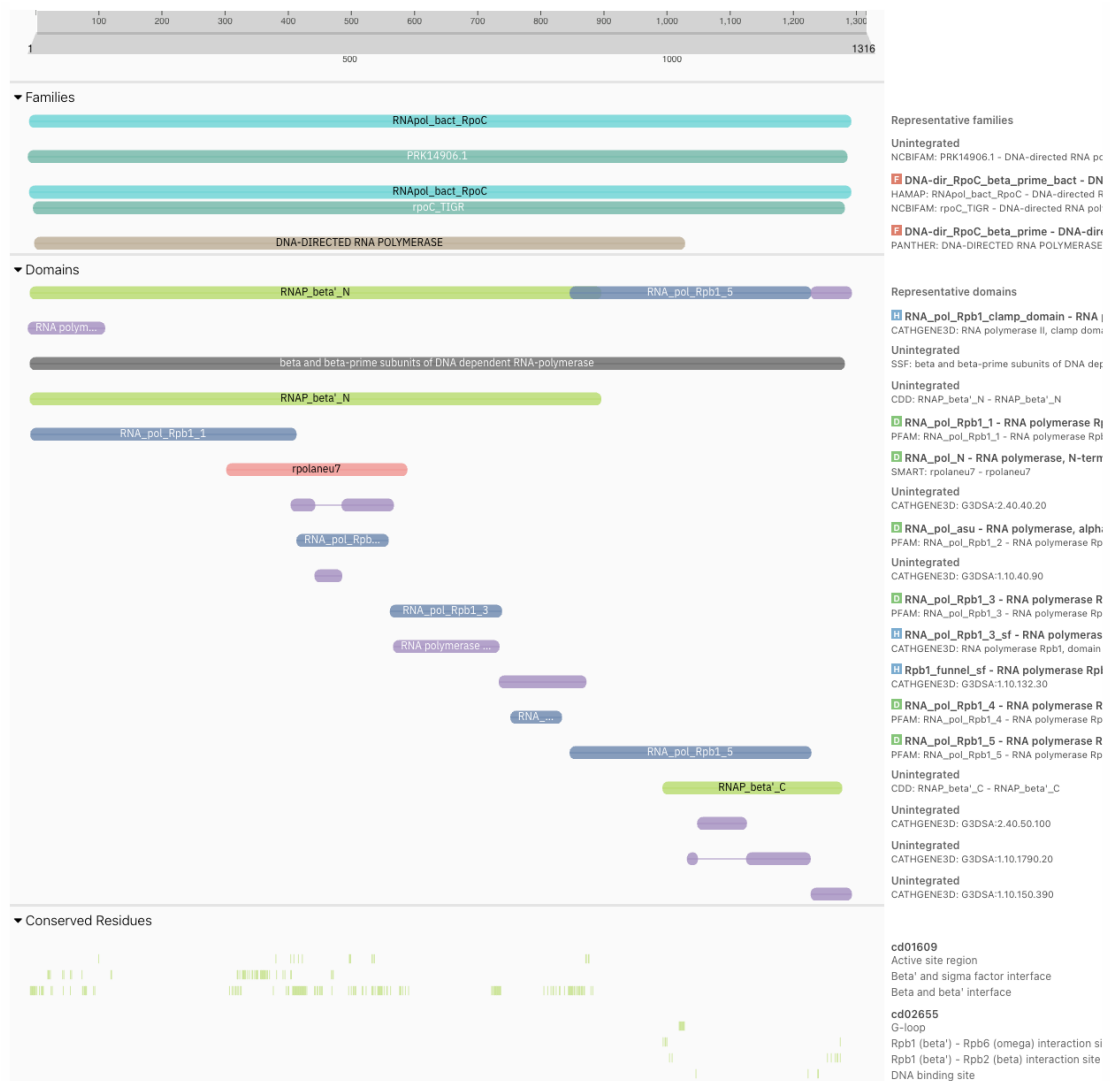 100 200 300 400 500 600 700 800 900 1,000 1,100 1,200 1,300
1 1316
500 1000
Families
RNApol_bact_RpoC Representative families
Unintegrated
PRK14906.1 NCBIFAM: PRK14906.1 - DNA-directed RNA po
F DNA-dir_RpoC_beta_prime_bact - DN
RNApol_bact_RpoC HAMAP: RNApol_bact_RpoC - DNA-directed R
rpoC_TIGR NCBIFAM: rpoC_TIGR - DNA-directed RNA pol
F DNA-dir_RpoC_beta_prime - DNA-dire
DNA-DIRECTED RNA POLYMERASE PANTHER: DNA-DIRECTED RNA POLYMERASE
Domains
RNAP_beta'_N RNA_pol_Rpb1_5 Representative domains
H RNA_pol_Rpb1_clamp_domain - RNA
RNA polym... CATHGENE3D: RNA polymerase II, clamp doma
Unintegrated
beta and beta-prime subunits of DNA dependent RNA-polymerase SSF: beta and beta-prime subunits of DNA dep
Unintegrated
RNAP_beta'_N CDD: RNAP_beta'_N - RNAP_beta'_N
D RNA_pol_Rpb1_1 - RNA polymerase Rp
RNA_pol_Rpb1_1 PFAM: RNA_pol_Rpb1_1 - RNA polymerase Rp
D RNA_pol_N - RNA polymerase, N-term
rpolaneu7 SMART: rpolaneu7 - rpolaneu7
Unintegrated
CATHGENE3D: G3DSA:2.40.40.20
D RNA_pol_asu - RNA polymerase, alpha
RNA_pol_Rpb... PFAM: RNA_pol_Rpb1_2 - RNA polymerase Rp
Unintegrated
CATHGENE3D: G3DSA:1.10.40.90
D RNA_pol_Rpb1_3 - RNA polymerase R
RNA_pol_Rpb1_3 PFAM: RNA_pol_Rpb1_3 - RNA polymerase Rp
H RNA_pol_Rpb1_3_sf - RNA polymeras
RNA polymerase ... CATHGENE3D: RNA polymerase Rpb1, domain
H Rpb1_funnel_sf - RNA polymerase Rp
CATHGENE3D: G3DSA:1.10.132.30
D RNA_pol_Rpb1_4 - RNA polymerase R
RNA_... PFAM: RNA_pol_Rpb1_4 - RNA polymerase Rp
D RNA_pol_Rpb1_5 - RNA polymerase R
RNA_pol_Rpb1_5 PFAM: RNA_pol_Rpb1_5 - RNA polymerase Rp
Unintegrated
RNAP_beta'_C CDD: RNAP_beta'_C - RNAP_beta'_C
Unintegrated
CATHGENE3D: G3DSA:2.40.50.100
Unintegrated
CATHGENE3D: G3DSA:1.10.1790.20
Unintegrated
CATHGENE3D: G3DSA:1.10.150.390
Conserved Residues
cd01609
Active site region
Beta' and sigma factor interface
Beta and beta' interface
cd02655
G-loop
Rpb1 (beta') - Rpb6 (omega) interaction si
Rpb1 (beta') - Rpb2 (beta) interaction site
DNA binding site